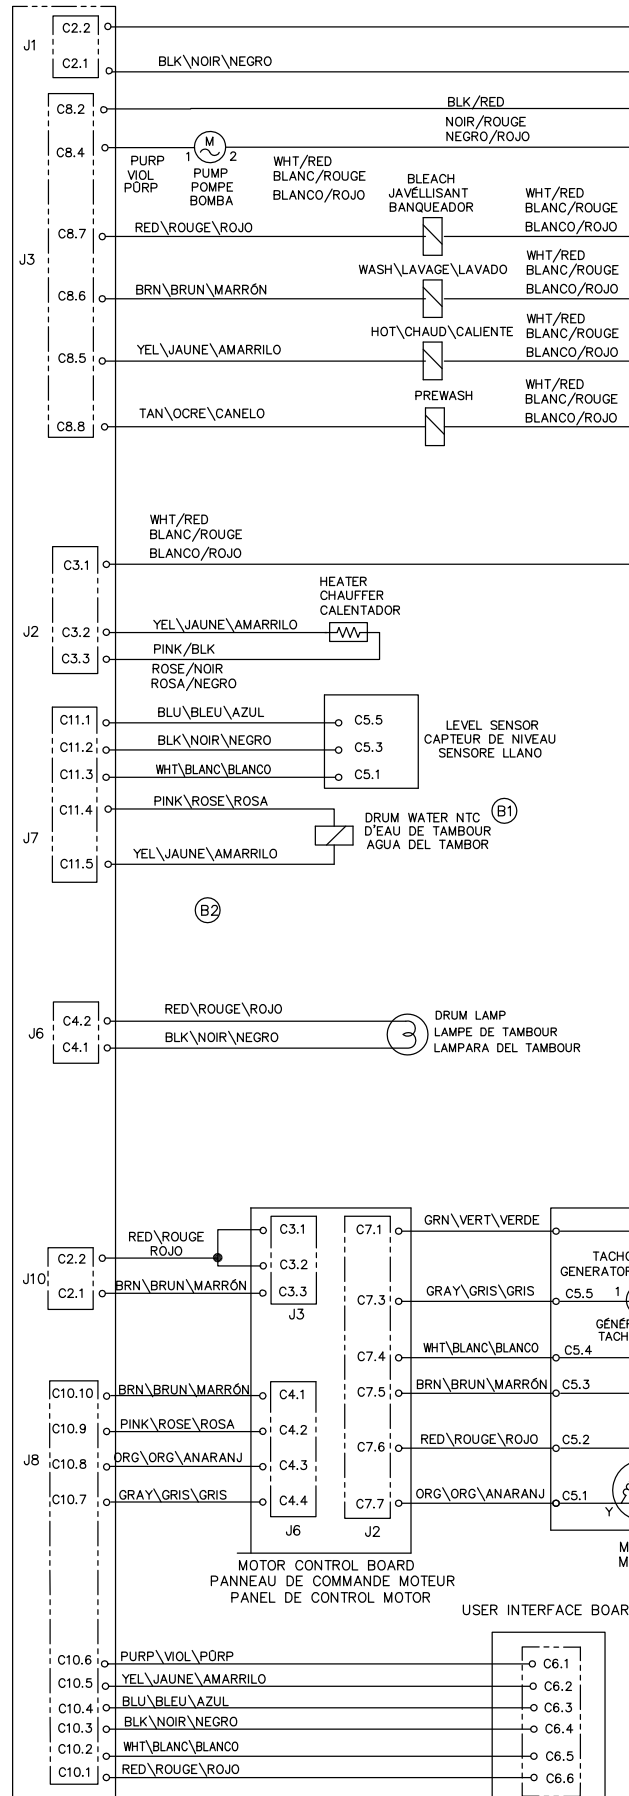 C2.2
J1
C2.1
BLK\NOIR\NEGRO
C8.2
BLK/RED
NOIR/ROUGE
NEGRO/ROJO
C8.4
PURP
VIOL
PÛRP
1 M 2
PUMP
POMPE
BOMBA
WHT/RED
BLANC/ROUGE
BLANCO/ROJO
BLEACH
JAVÉLLISANT
BANQUEADOR
WHT/RED
BLANC/ROUGE
BLANCO/ROJO
C8.7
RED\ROUGE\ROJO
J3
WASH\LAVAGE\LAVADO
WHT/RED
BLANC/ROUGE
BLANCO/ROJO
C8.6
BRN\BRUN\MARRÓN
HOT\CHAUD\CALIENTE
WHT/RED
BLANC/ROUGE
BLANCO/ROJO
C8.5
YEL\JAUNE\AMARRILO
PREWASH
WHT/RED
BLANC/ROUGE
BLANCO/ROJO
C8.8
TAN\OCRE\CANELO
WHT/RED
BLANC/ROUGE
BLANCO/ROJO
C3.1
HEATER
CHAUFFER
CALENTADOR
J2
C3.2
YEL\JAUNE\AMARRILO
C3.3
PINK/BLK
ROSE/NOIR
ROSA/NEGRO
C11.1
BLU\BLEU\AZUL
C5.5
C11.2
BLK\NOIR\NEGRO
C5.3
C11.3
WHT\BLANC\BLANCO
C5.1
LEVEL SENSOR
CAPTEUR DE NIVEAU
SENSORE LLANO
C11.4
PINK\ROSE\ROSA
J7
DRUM WATER NTC
D'EAU DE TAMBOUR
AGUA DEL TAMBOR
B1
C11.5
YEL\JAUNE\AMARRILO
B2
J6
C4.2
RED\ROUGE\ROJO
C4.1
BLK\NOIR\NEGRO
DRUM LAMP
LAMPE DE TAMBOUR
LAMPARA DEL TAMBOUR
J10
C2.2
RED\ROUGE
ROJO
C2.1
BRN\BRUN\MARRÓN
C3.1
C3.2
C3.3
J3
C7.1
GRN\VERT\VERDE
TACHO
GENERATOR
C7.3
GRAY\GRIS\GRIS
C5.5
1
GÉNÉR
TACH
C7.4
WHT\BLANC\BLANCO
C5.4
C7.5
BRN\BRUN\MARRÓN
C5.3
C7.6
RED\ROUGE\ROJO
C5.2
C7.7
ORG\ORG\ANARANJ
C5.1
Y
J2
J8
C10.10
BRN\BRUN\MARRÓN
C4.1
C10.9
PINK\ROSE\ROSA
C4.2
C10.8
ORG\ORG\ANARANJ
C4.3
C10.7
GRAY\GRIS\GRIS
C4.4
J6
M
M
MOTOR CONTROL BOARD
PANNEAU DE COMMANDE MOTEUR
PANEL DE CONTROL MOTOR
USER INTERFACE BOAR
C10.6
PURP\VIOL\PÛRP
C6.1
C10.5
YEL\JAUNE\AMARRILO
C6.2
C10.4
BLU\BLEU\AZUL
C6.3
C10.3
BLK\NOIR\NEGRO
C6.4
C10.2
WHT\BLANC\BLANCO
C6.5
C10.1
RED\ROUGE\ROJO
C6.6